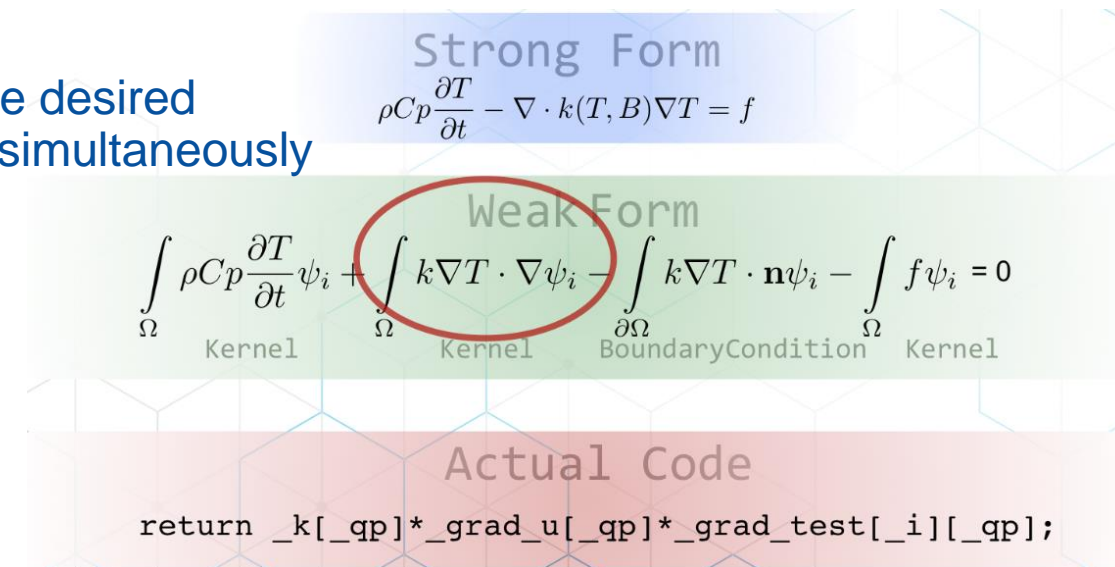 Strong Form
e desired
simultaneously
ρCp ∂T/∂t − ∇ · k(T, B)∇T = f
Weak Form
∫_Ω ρCp ∂T/∂t ψ_i + ∫_Ω k∇T · ∇ψ_i − ∫_∂Ω k∇T · **n**ψ_i − ∫_Ω fψ_i = 0
Kernel Kernel BoundaryCondition Kernel
Actual Code
return _k[_qp]*_grad_u[_qp]*_grad_test[_i][_qp];